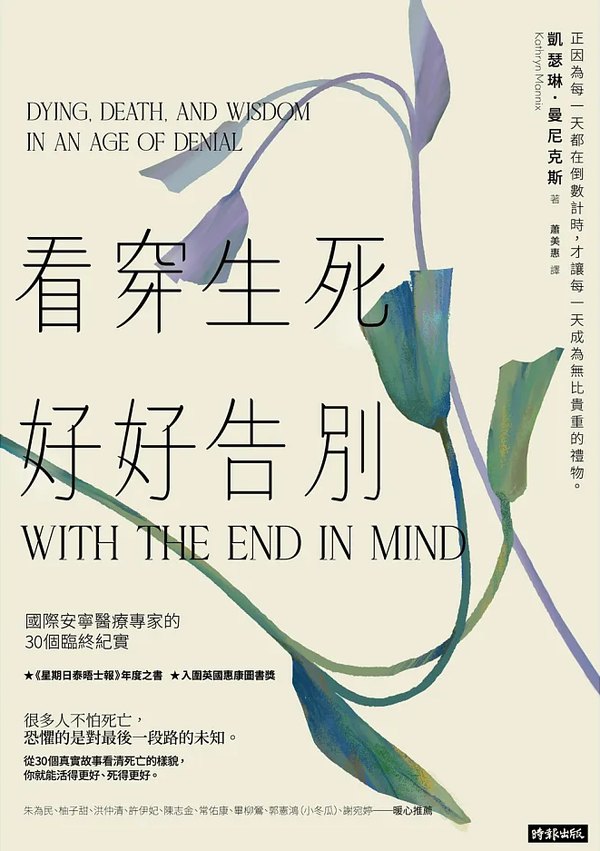 正因為每一天都在倒數計時，才讓每一天成為無比貴重的禮物。
凱瑟琳・曼尼克斯 著
Kathryn Mannix
蕭美惠 譯
DYING, DEATH, AND WISDOM
IN AN AGE OF DENIAL
看穿生死
好好告別
WITH THE END IN MIND
國際安寧醫療專家的
30個臨終紀實
★《星期日泰晤士報》年度之書 ★入圍英國惠康圖書獎
很多人不怕死亡，
恐懼的是對最後一段路的未知。
從30個真實故事看清死亡的樣貌，
你就能活得更好、死得更好。
朱為民、柚子甜、洪仲清、許伊妃、陳志金、常佑康、畢柳鶯、郭憲鴻(小冬瓜)、謝宛婷──暖心推薦
時報出版